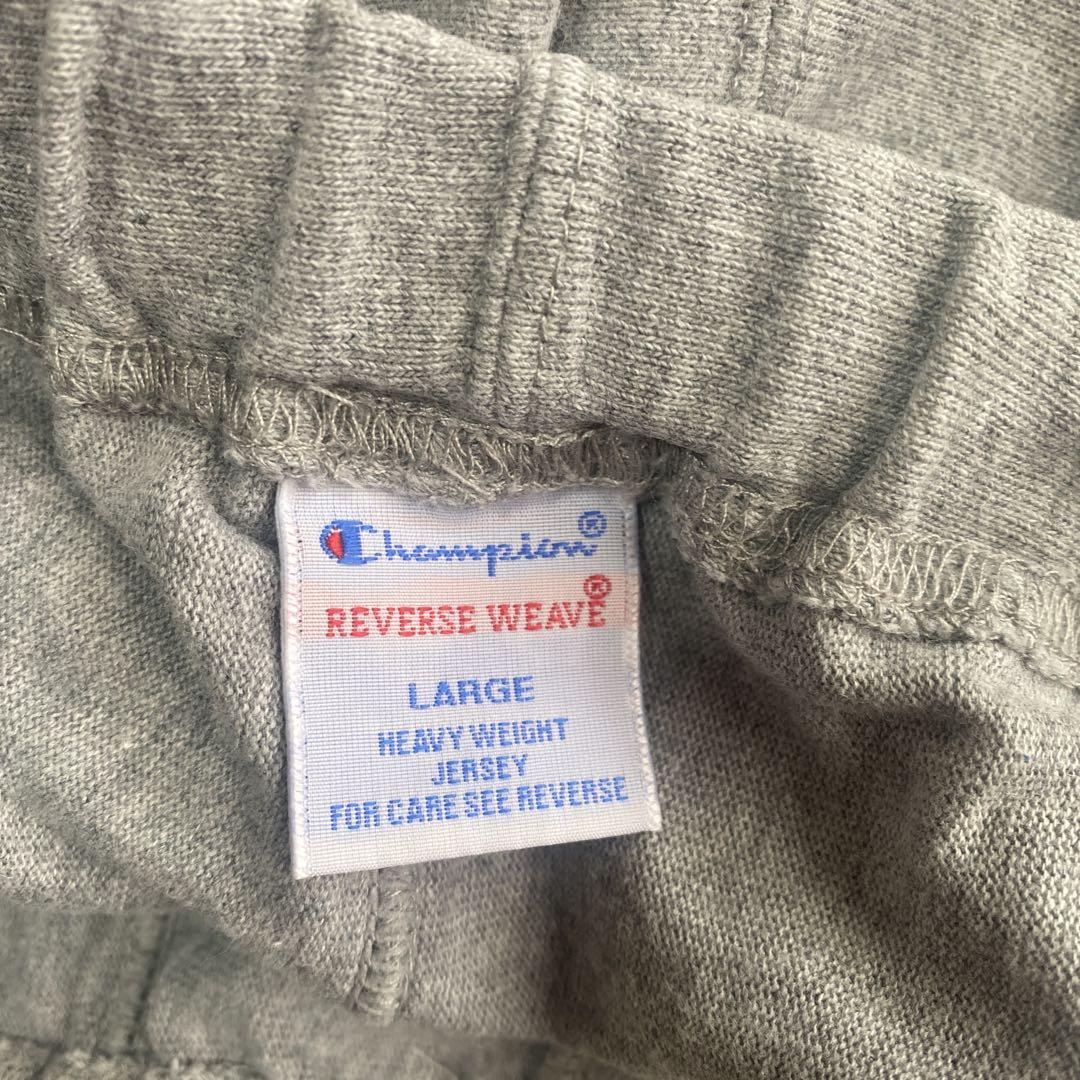 Champion®
REVERSE WEAVE®
LARGE
HEAVY WEIGHT
JERSEY
FOR CARE SEE REVERSE